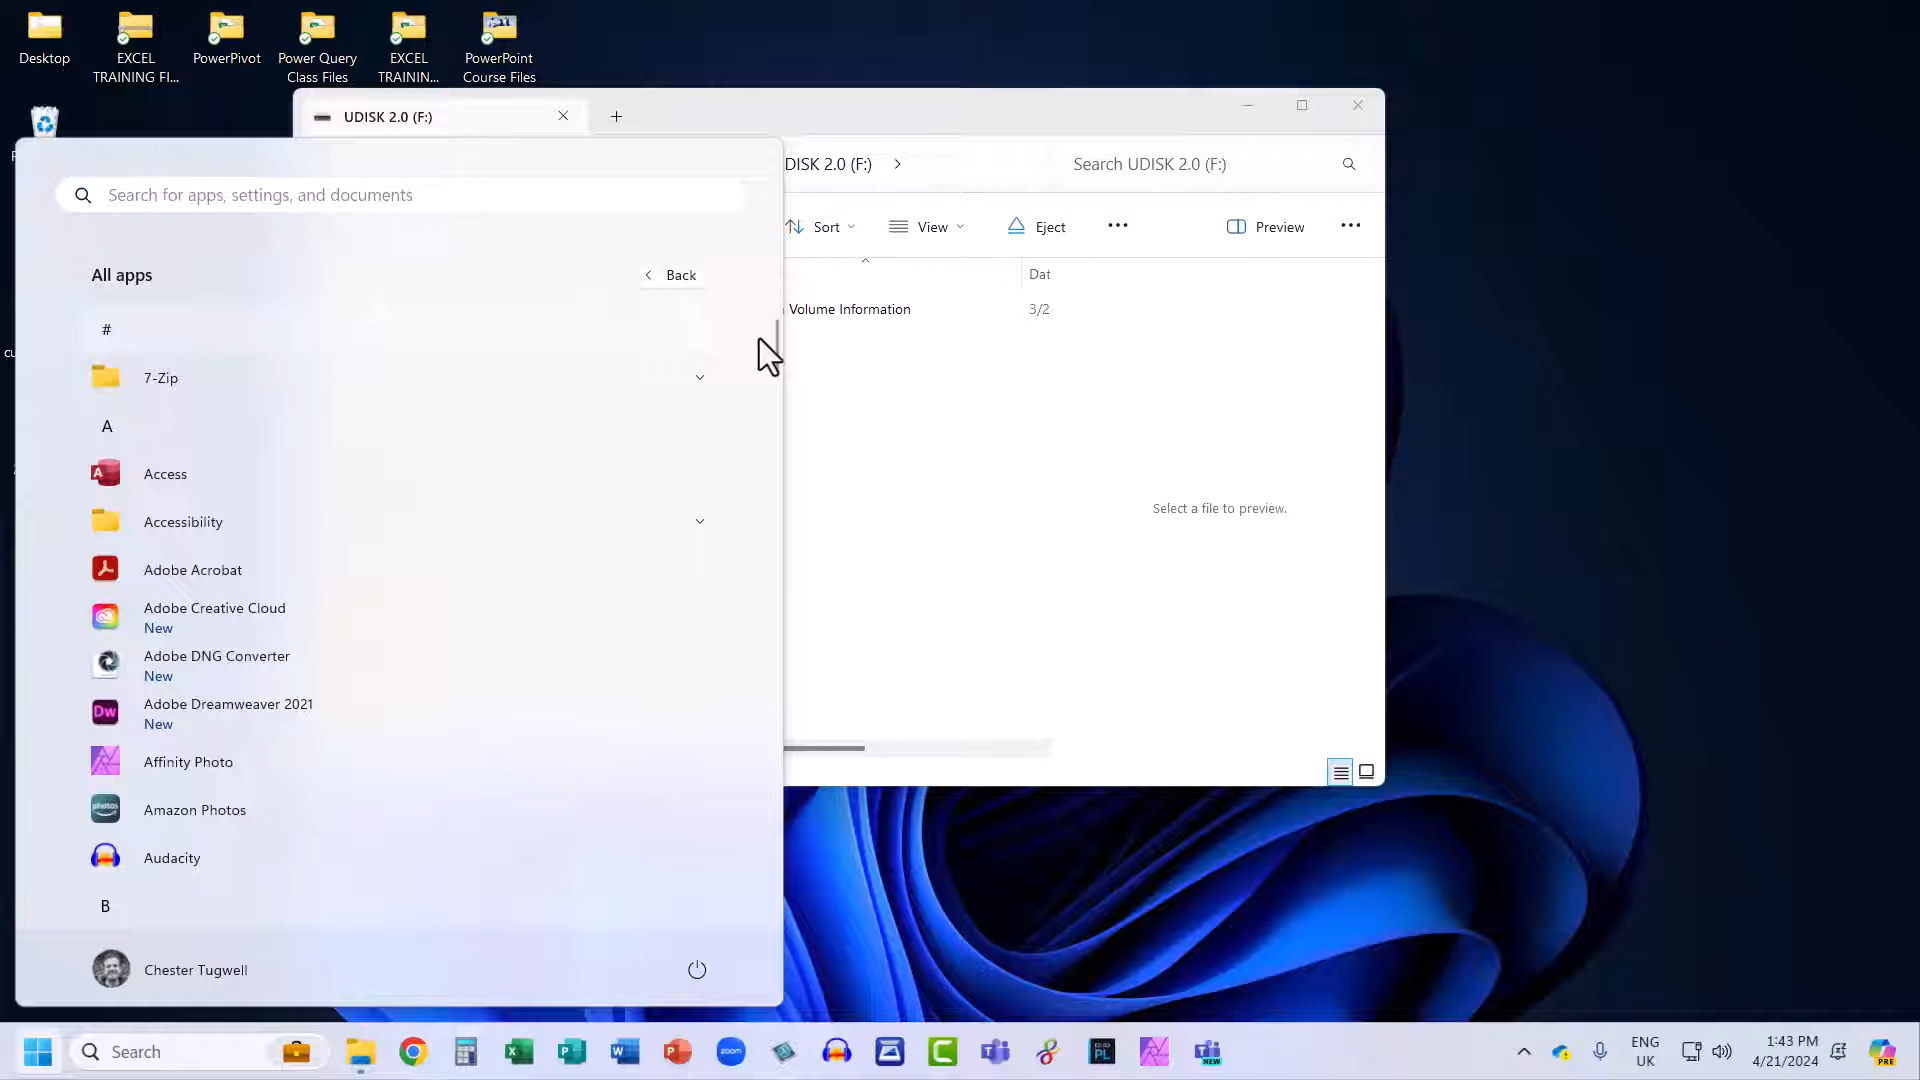 Desktop
EXCEL
TRAINING FI...
PowerPivot
Power Query
Class Files
EXCEL
TRAININ...
PowerPoint
Course Files
UDISK 2.0 (F:)
DISK 2.0 (F:)
Search UDISK 2.0 (F:)
Sort
View
Eject
Preview
Dat
Volume Information
3/2
Select a file to preview.
Search for apps, settings, and documents
All apps
Back
#
7-Zip
A
Access
Accessibility
Adobe Acrobat
Adobe Creative Cloud
New
Adobe DNG Converter
New
Adobe Dreamweaver 2021
New
Affinity Photo
Amazon Photos
Audacity
B
Chester Tugwell
Search
zoom
PL
NEW
ENG
UK
1:43 PM
4/21/2024
PRE